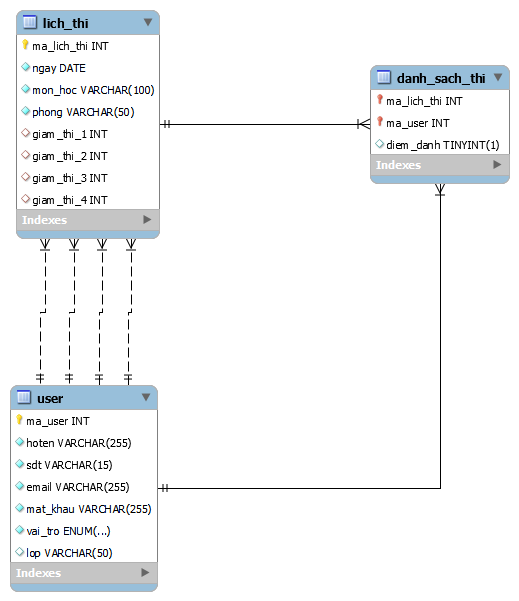 lich_thi
ma_lich_thi INT
ngay DATE
mon_hoc VARCHAR(100)
phong VARCHAR(50)
giam_thi_1 INT
giam_thi_2 INT
giam_thi_3 INT
giam_thi_4 INT
Indexes
danh_sach_thi
ma_lich_thi INT
ma_user INT
diem_danh TINYINT(1)
Indexes
user
ma_user INT
hoten VARCHAR(255)
sdt VARCHAR(15)
email VARCHAR(255)
mat_khau VARCHAR(255)
vai_tro ENUM(...)
lop VARCHAR(50)
Indexes